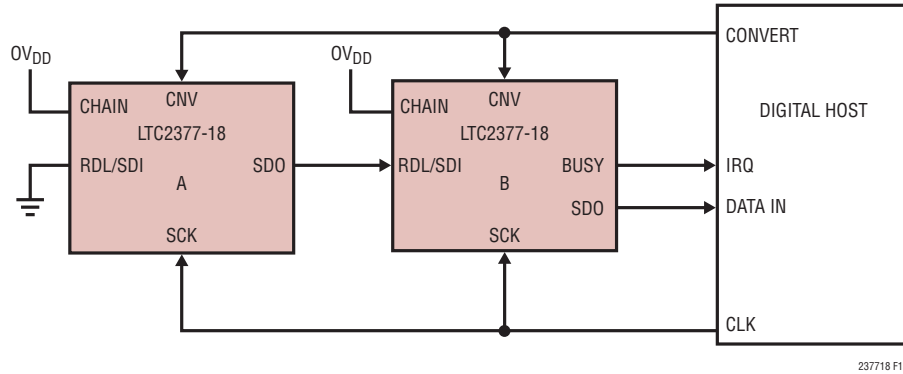 CONVERT
OVDD
OVDD
CHAIN
CNV
LTC2377-18
RDL/SDI
SDO
A
SCK
CHAIN
CNV
LTC2377-18
RDL/SDI
BUSY
B
SDO
SCK
DIGITAL HOST
IRQ
DATA IN
CLK
237718 F1